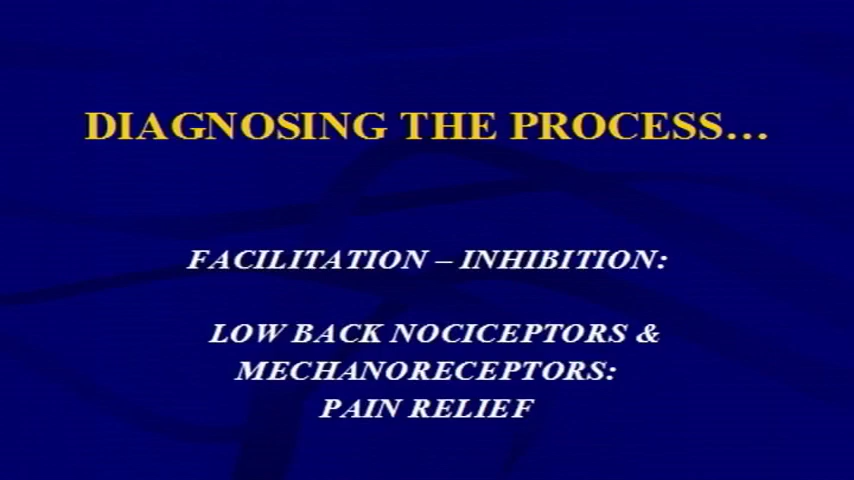 DIAGNOSING THE PROCESS…
FACILITATION – INHIBITION:
LOW BACK NOCICEPTORS &
MECHANORECEPTORS:
PAIN RELIEF